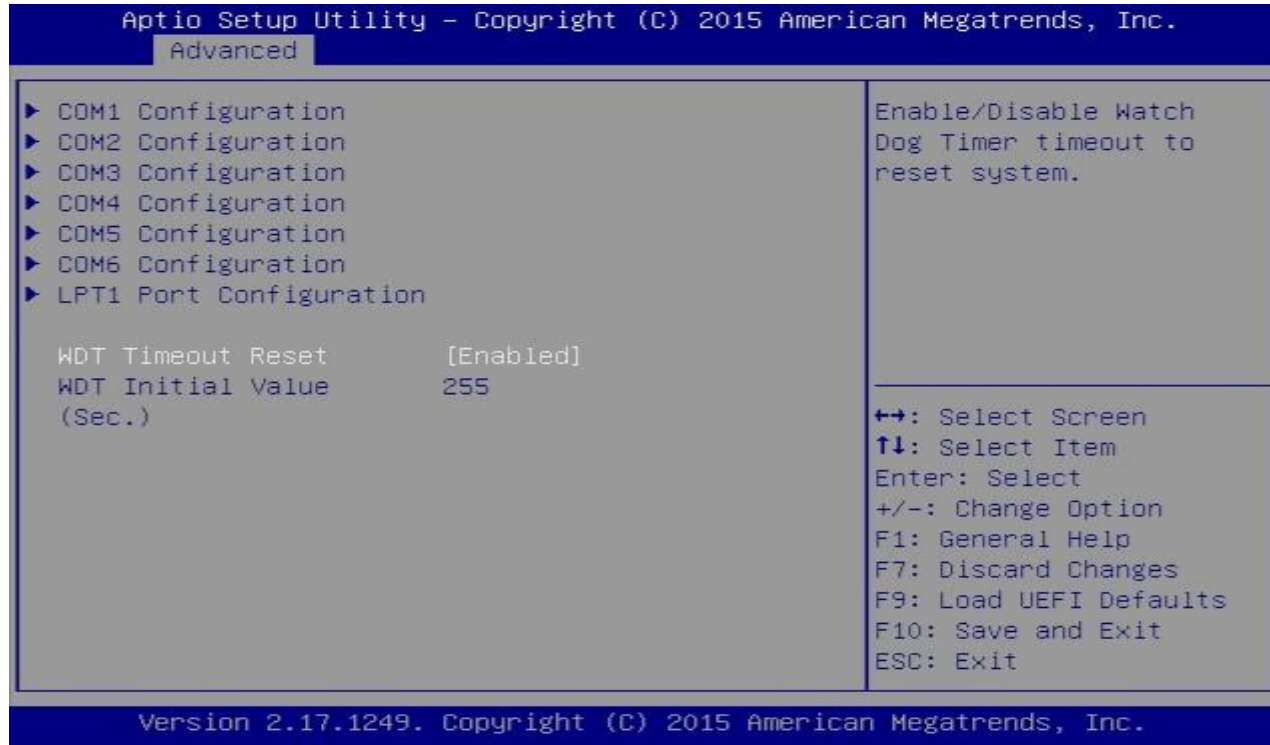 Aptio Setup Utility – Copyright (C) 2015 American Megatrends, Inc.
Advanced
▶ COM1 Configuration
▶ COM2 Configuration
▶ COM3 Configuration
▶ COM4 Configuration
▶ COM5 Configuration
▶ COM6 Configuration
▶ LPT1 Port Configuration
WDT Timeout Reset [Enabled]
WDT Initial Value 255
(Sec.)
Enable/Disable Watch
Dog Timer timeout to
reset system.
←→: Select Screen
↑↓: Select Item
Enter: Select
+/-: Change Option
F1: General Help
F7: Discard Changes
F9: Load UEFI Defaults
F10: Save and Exit
ESC: Exit
Version 2.17.1249. Copyright (C) 2015 American Megatrends, Inc.